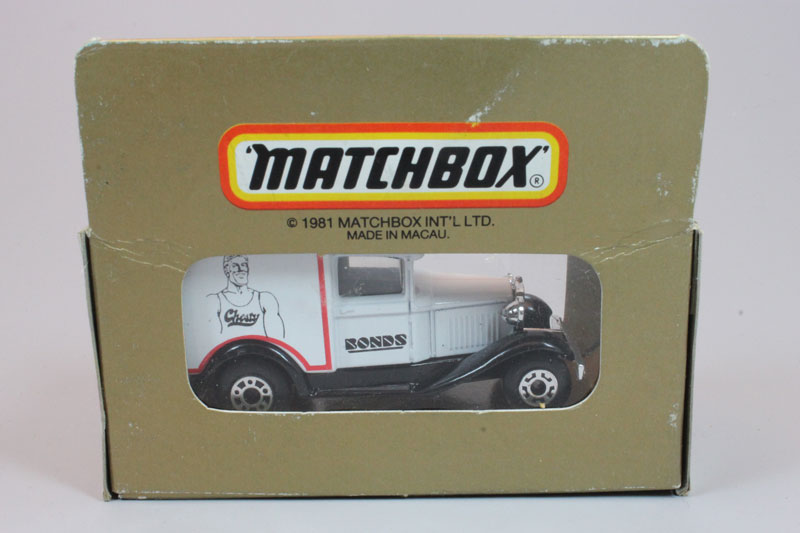 'MATCHBOX'®
© 1981 MATCHBOX INT'L LTD.
MADE IN MACAU.
Chesty
BONDS